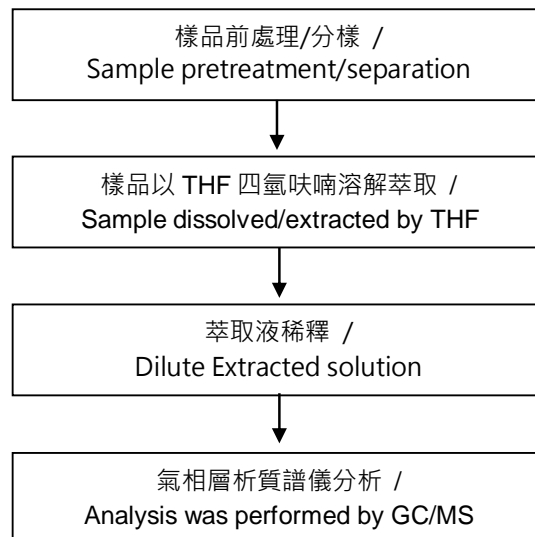 樣品前處理/分樣 /
Sample pretreatment/separation
樣品以 THF 四氫呋喃溶解萃取 /
Sample dissolved/extracted by THF
萃取液稀釋 /
Dilute Extracted solution
氣相層析質譜儀分析 /
Analysis was performed by GC/MS